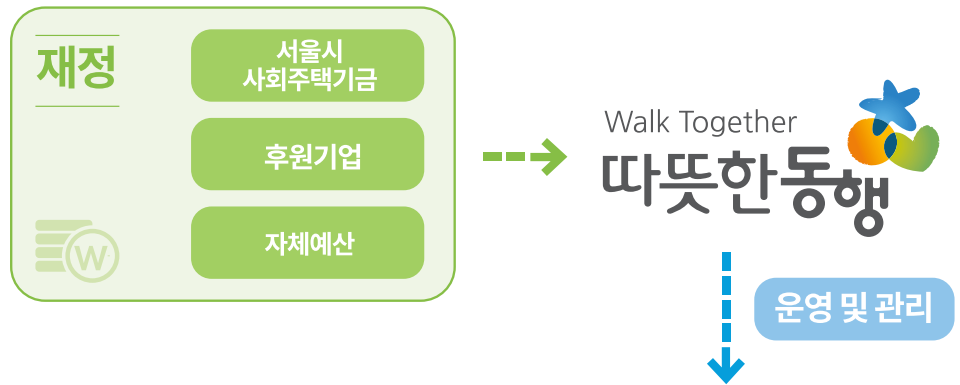 재정
서울시
사회주택기금
후원기업
자체예산
W
Walk Together
따뜻한동행
운영 및 관리